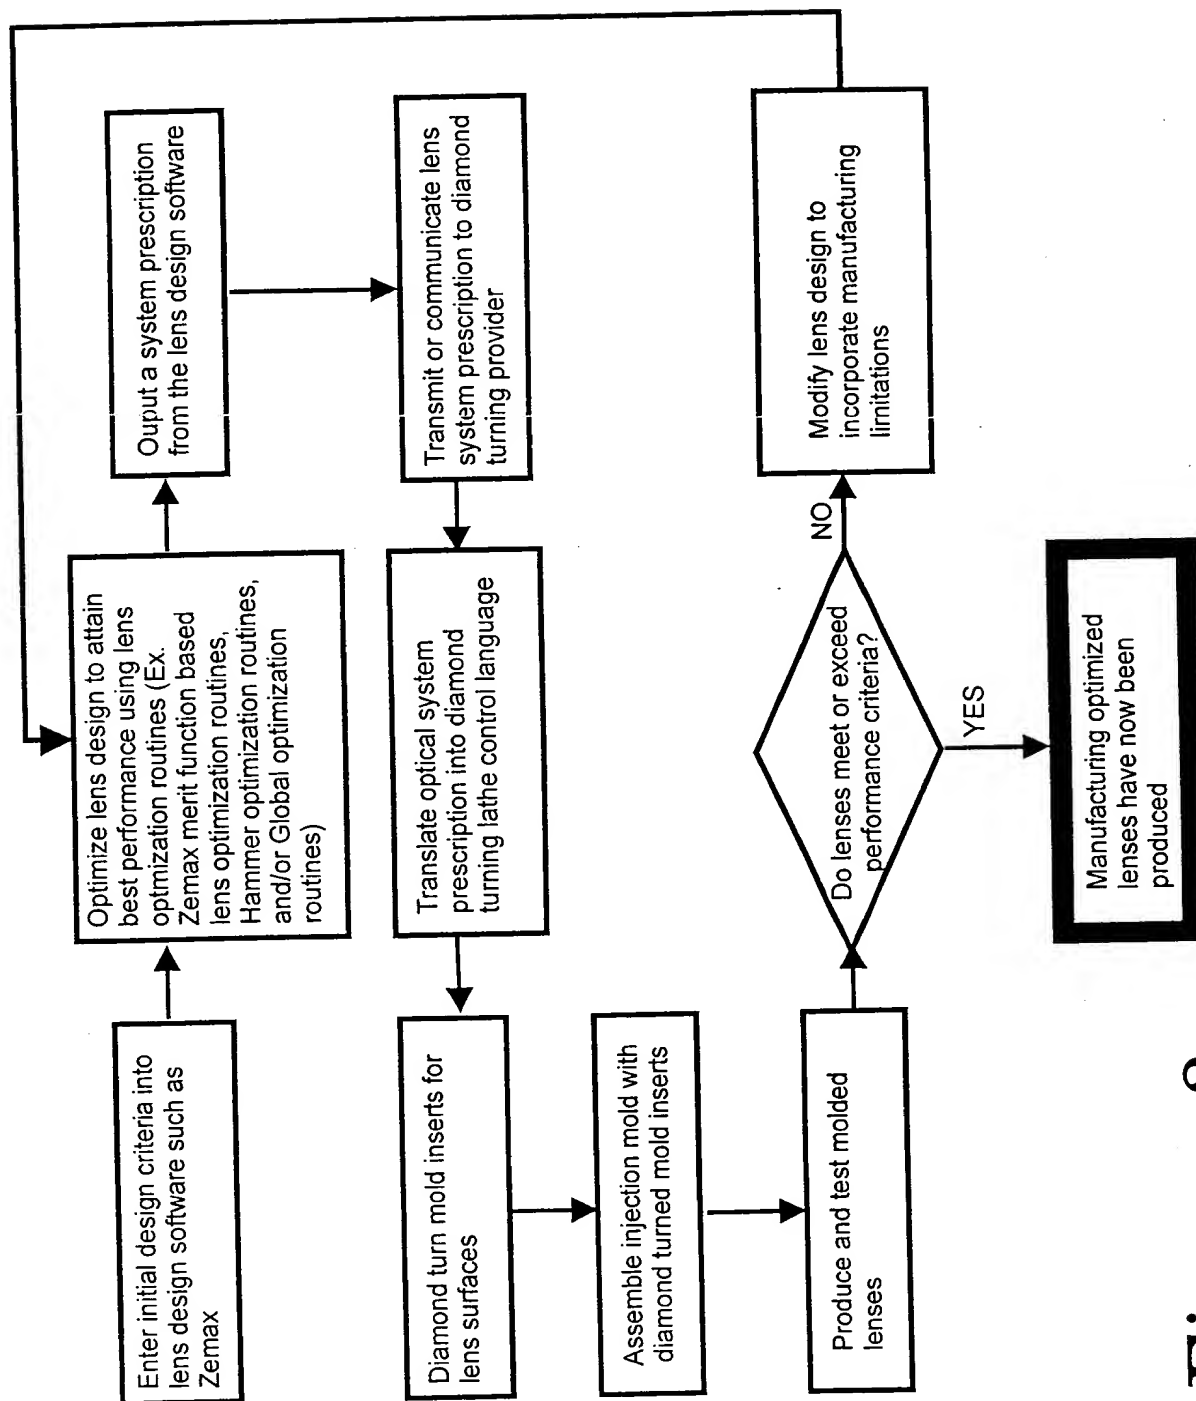 Enter initial design criteria into
lens design software such as
Zemax
Optimize lens design to attain
best performance using lens
optmization routines (Ex.
Zemax merit function based
lens optimization routines,
Hammer optimization routines,
and/or Global optimization
routines)
Ouput a system prescription
from the lens design software
Transmit or communicate lens
system prescription to diamond
turning provider
Translate optical system
prescription into diamond
turning lathe control language
Diamond turn mold inserts for
lens surfaces
Assemble injection mold with
diamond turned mold inserts
Produce and test molded
lenses
Do lenses meet or exceed
performance criteria?
NO
Modify lens design to
incorporate manufacturing
limitations
YES
Manufacturing optimized
lenses have now been
produced